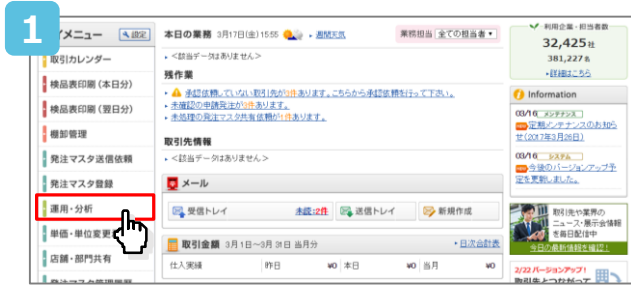 1
イメニュー 設定
取引カレンダー
検品表印刷（本日分）
検品表印刷（翌日分）
棚卸管理
発注マスタ送信依頼
発注マスタ登録
運用・分析
単価・単位変更
店舗・部門共有
本日の業務 3月17日(金)15:55 週間天気 業務担当 全ての担当者
<該当データはありません>
残作業
承認依頼していない取引先が3件あります。こちらから承認依頼を行って下さい。
未確認の申請発注が3件あります。
未処理の発注マスタ共有依頼が1件あります。
取引先情報
<該当データはありません>
メール
受信トレイ 未読:2件 送信トレイ 新規作成
取引金額 3月1日～3月31日 当月分 日次合計表
仕入実績 昨日 ¥0 本日 ¥0 当月 ¥0
利用企業・担当者数
32,425社
381,227名
詳細はこちら
Information
03/16 メンテナンス
定期メンテナンスのお知らせ(2017年3月26日)
03/16 システム
今後のバージョンアップ予定を更新しました。
取引先や業界の
ニュース・展示会情報
を毎日配信中
今日の最新情報を確認！
2/22 バージョンアップ！
取引先とつながって